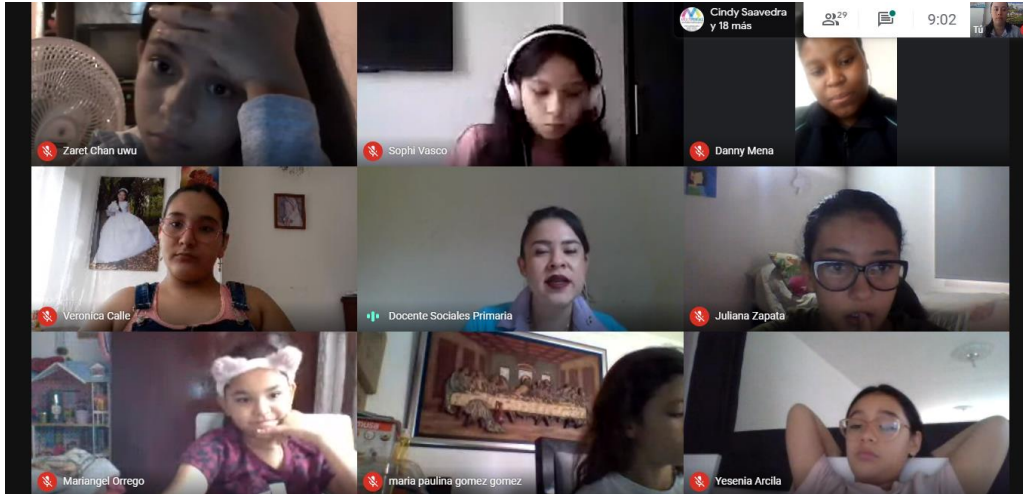 Cindy Saavedra
y 18 más
29
9:02
Tú
Zaret Chan uwu
Sophi Vasco
Danny Mena
Veronica Calle
Docente Sociales Primaria
Juliana Zapata
Mariangel Orrego
maria paulina gomez gomez
Yesenia Arcila